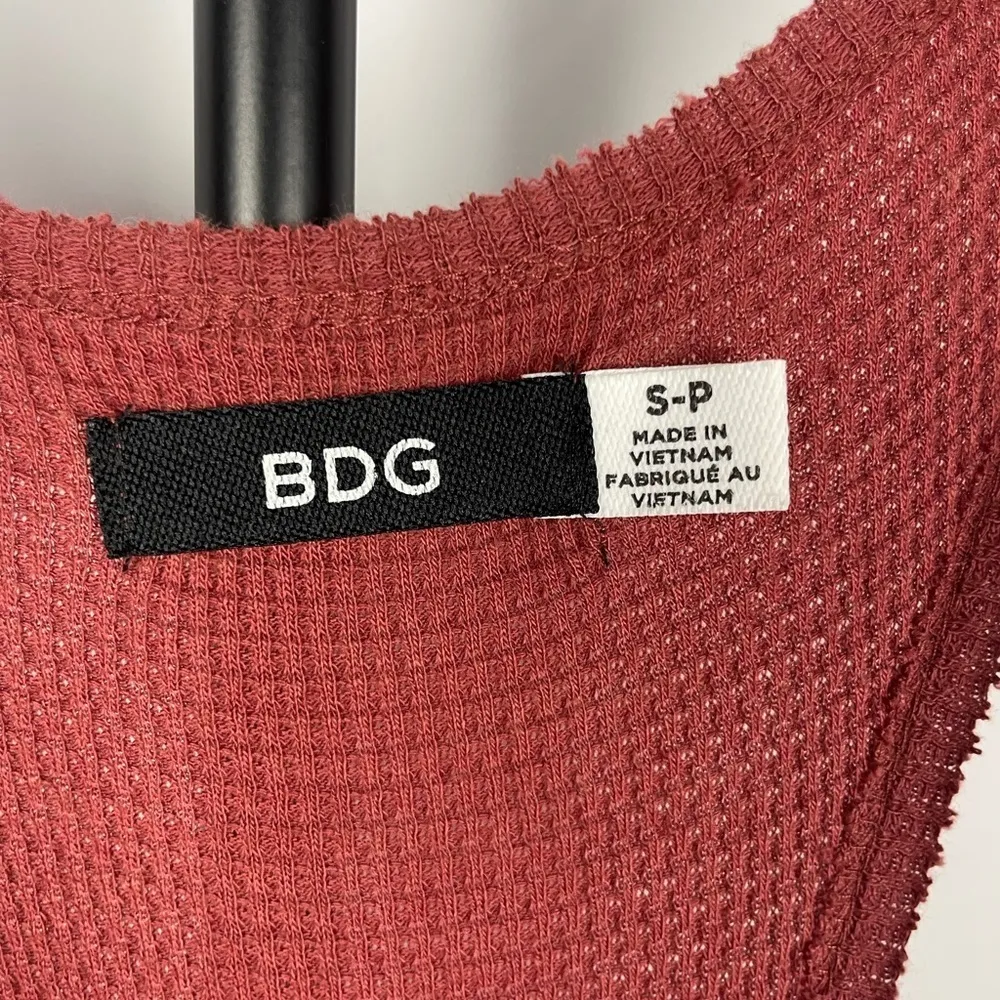 BDG
S-P
MADE IN
VIETNAM
FABRIQUÉ AU
VIETNAM